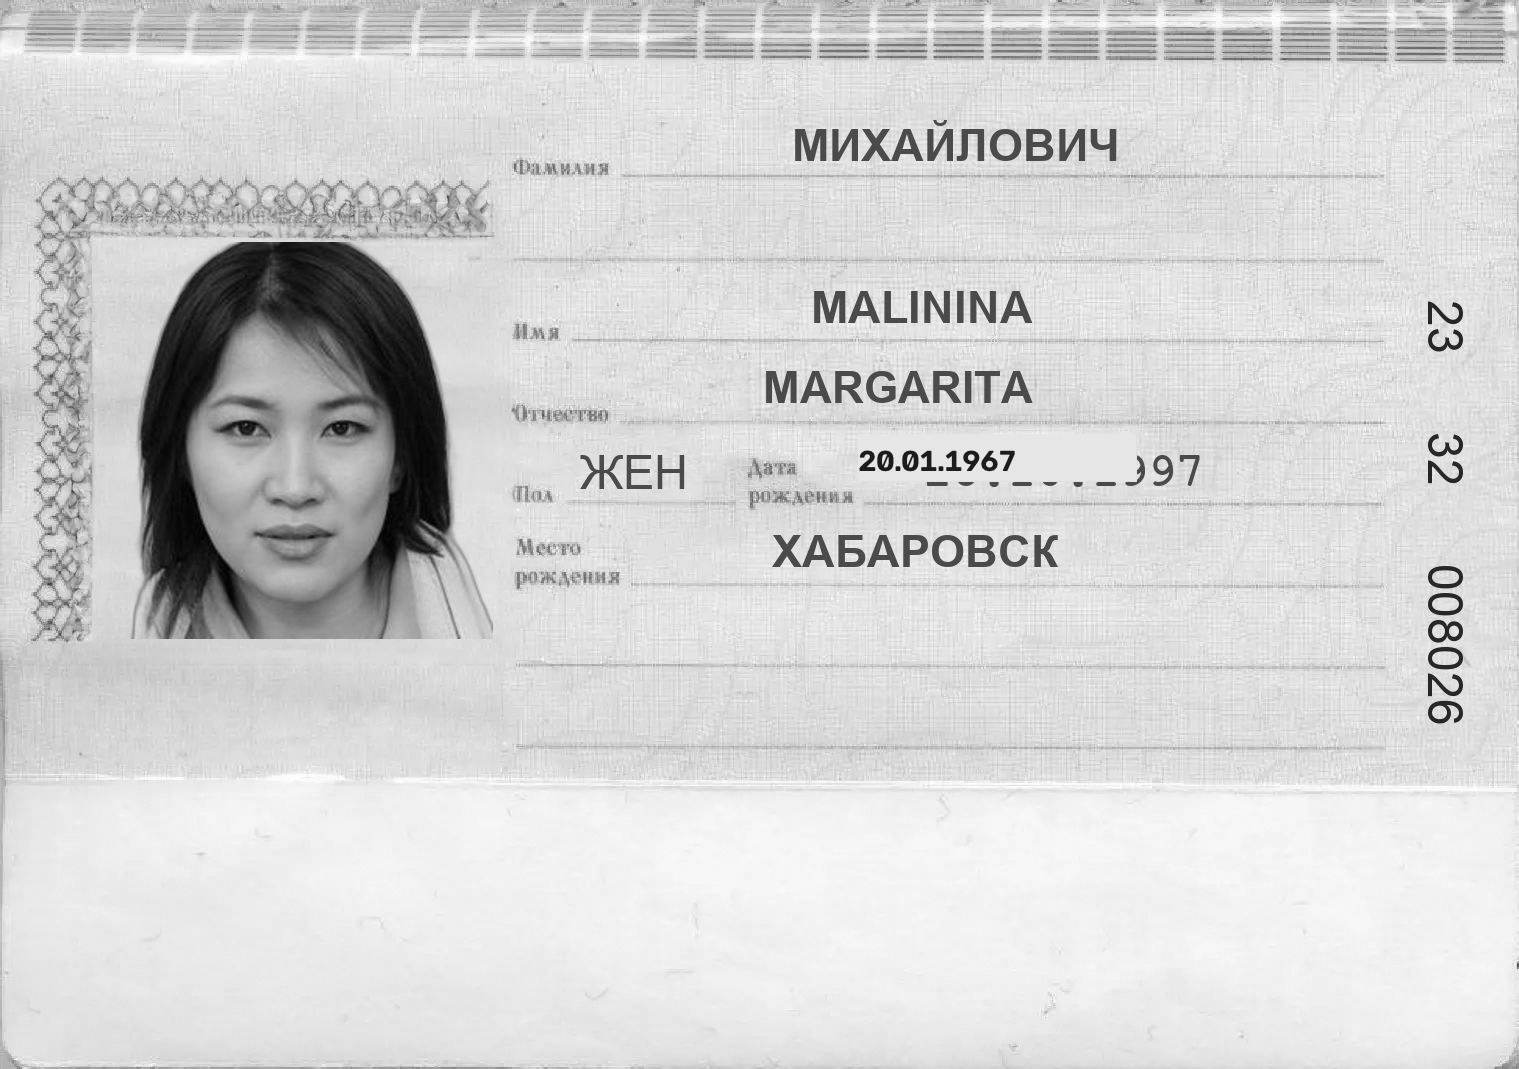 Фамилия МИХАЙЛОВИЧ
Имя MALININA
Отчество MARGARITA
Пол ЖЕН Дата рождения 20.01.1967 997
Место рождения ХАБАРОВСК
23 32 008026